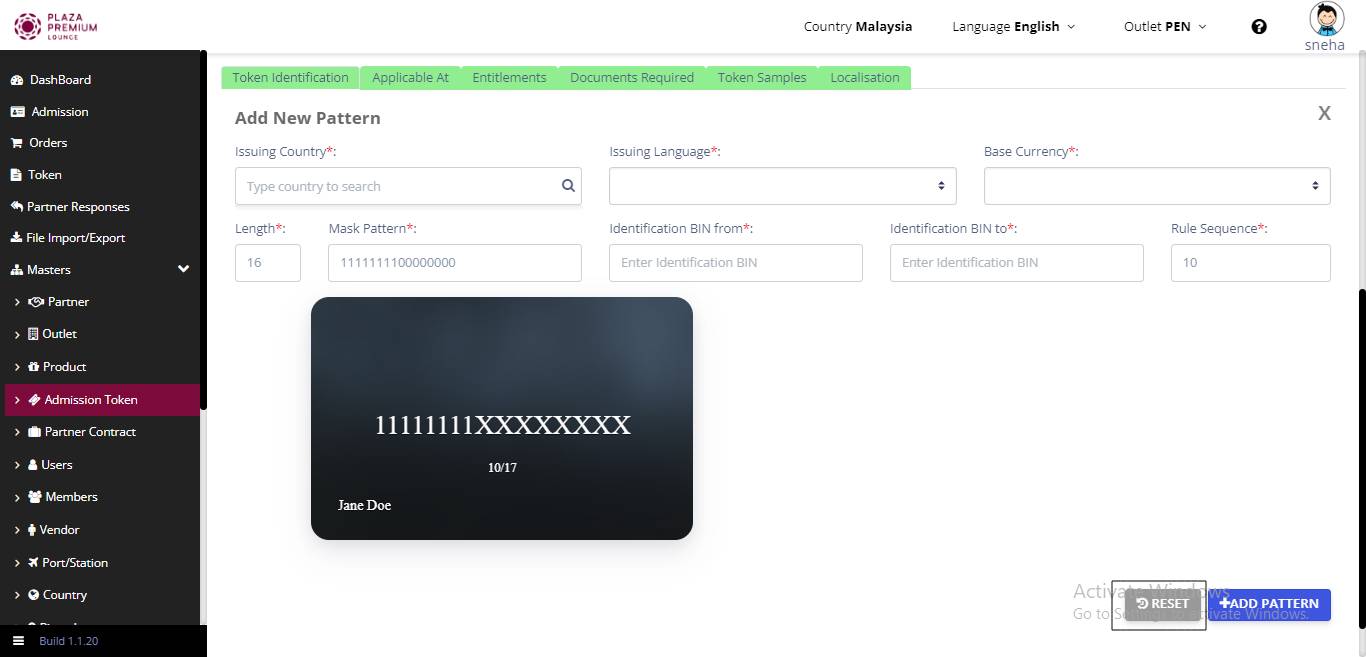 PLAZA
PREMIUM
LOUNGE
Country Malaysia
Language English
Outlet PEN
sneha
DashBoard
Admission
Orders
Token
Partner Responses
File Import/Export
Masters
Partner
Outlet
Product
Admission Token
Partner Contract
Users
Members
Vendor
Port/Station
Country
Build 1.1.20
Token Identification
Applicable At
Entitlements
Documents Required
Token Samples
Localisation
Add New Pattern
X
Issuing Country*:
Issuing Language*:
Base Currency*:
Type country to search
Length*:
Mask Pattern*:
Identification BIN from*:
Identification BIN to*:
Rule Sequence*:
16
1111111100000000
Enter Identification BIN
Enter Identification BIN
10
11111111XXXXXXXX
10/17
Jane Doe
Activate Windows
Go to Settings to activate Windows.
RESET
+ADD PATTERN